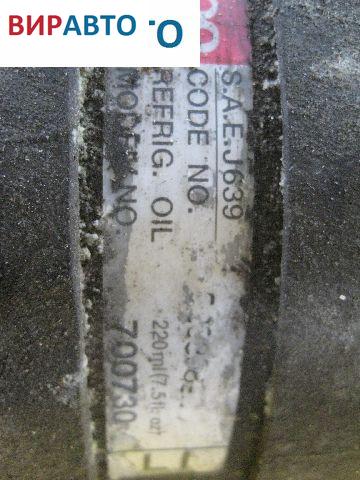 ВИРАВТО
S.A.E.J639
CODE NO.
REFRIG. OIL 220ml(7.5fl oz)
MODEL NO. 700730